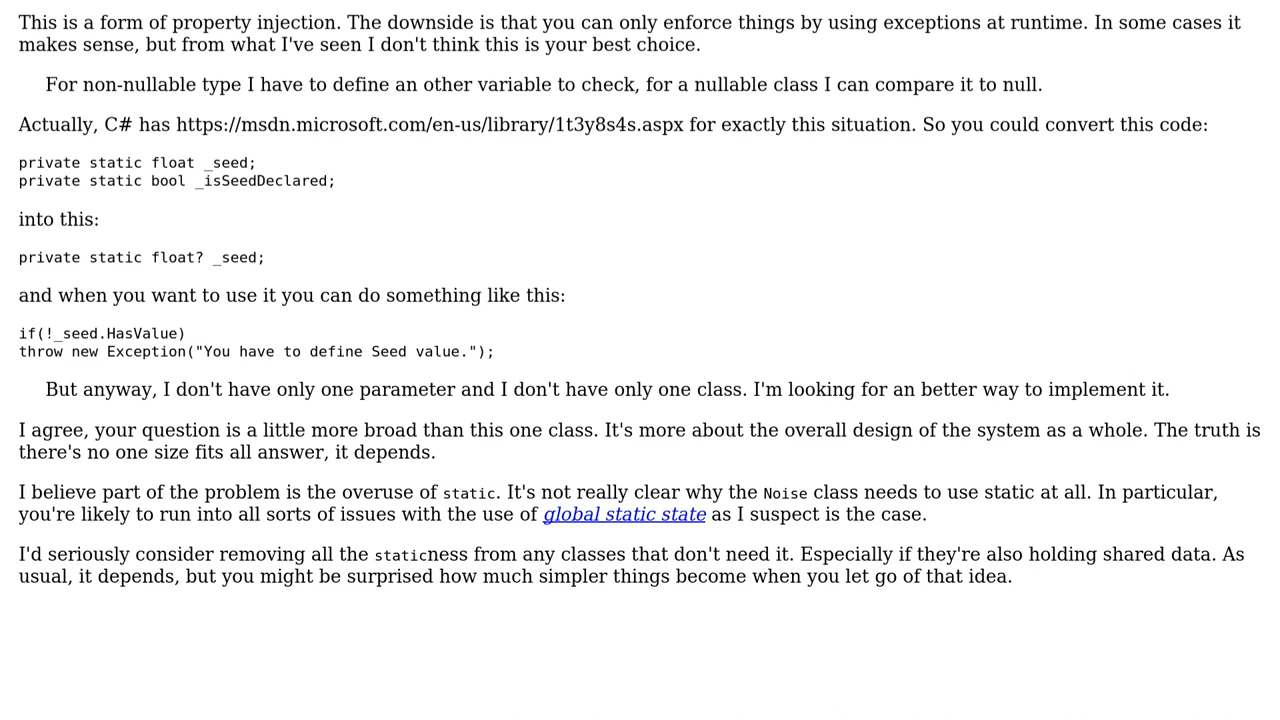 This is a form of property injection. The downside is that you can only enforce things by using exceptions at runtime. In some cases it
makes sense, but from what I've seen I don't think this is your best choice.
For non-nullable type I have to define an other variable to check, for a nullable class I can compare it to null.
Actually, C# has https://msdn.microsoft.com/en-us/library/1t3y8s4s.aspx for exactly this situation. So you could convert this code:
private static float _seed;
private static bool _isSeedDeclared;
into this:
private static float? _seed;
and when you want to use it you can do something like this:
if(!_seed.HasValue)
throw new Exception("You have to define Seed value.");
But anyway, I don't have only one parameter and I don't have only one class. I'm looking for an better way to implement it.
I agree, your question is a little more broad than this one class. It's more about the overall design of the system as a whole. The truth is
there's no one size fits all answer, it depends.
I believe part of the problem is the overuse of static. It's not really clear why the Noise class needs to use static at all. In particular,
you're likely to run into all sorts of issues with the use of global static state as I suspect is the case.
I'd seriously consider removing all the staticness from any classes that don't need it. Especially if they're also holding shared data. As
usual, it depends, but you might be surprised how much simpler things become when you let go of that idea.